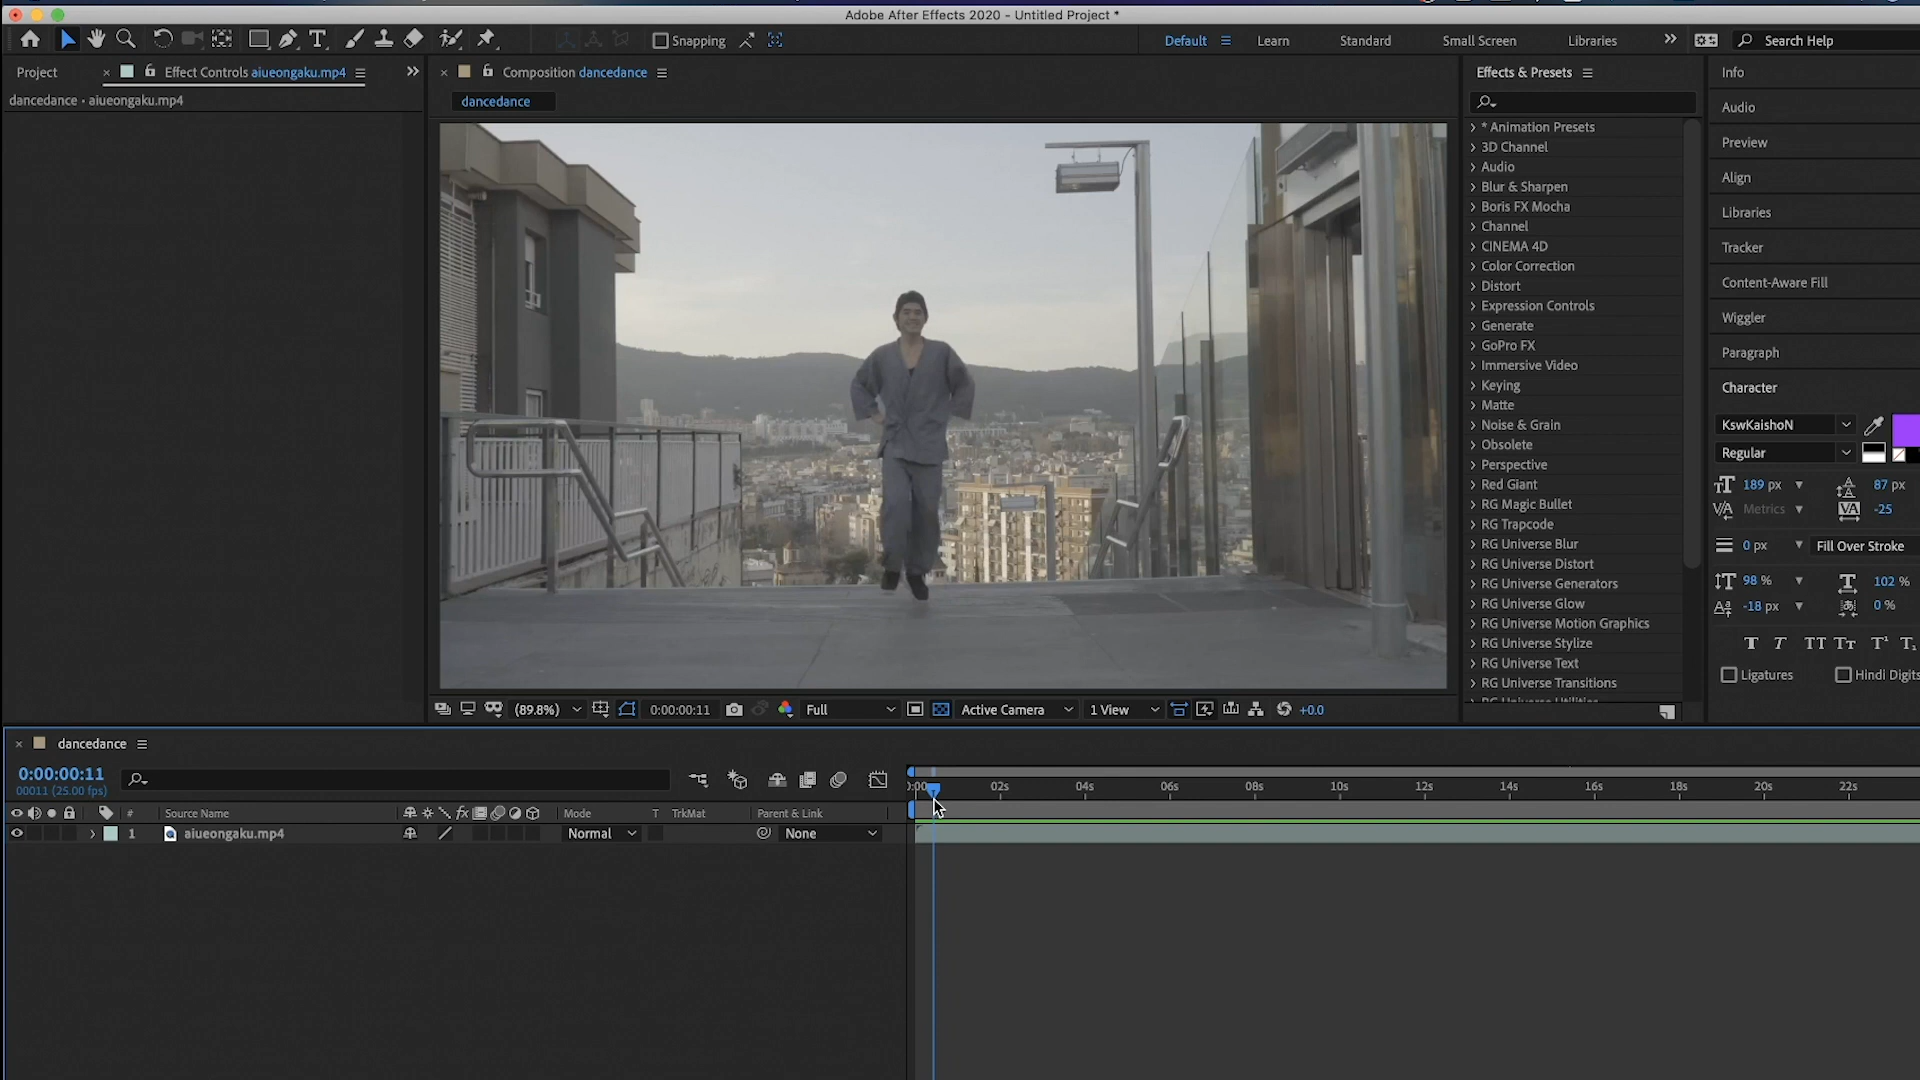 Adobe After Effects 2020 - Untitled Project *
Snapping
Default
Learn
Standard
Small Screen
Libraries
Search Help
Project
Effect Controls aiueongaku.mp4
dancedance • aiueongaku.mp4
Composition dancedance
dancedance
Effects & Presets
* Animation Presets
3D Channel
Audio
Blur & Sharpen
Boris FX Mocha
Channel
CINEMA 4D
Color Correction
Distort
Expression Controls
Generate
GoPro FX
Immersive Video
Keying
Matte
Noise & Grain
Obsolete
Perspective
Red Giant
RG Magic Bullet
RG Trapcode
RG Universe Blur
RG Universe Distort
RG Universe Generators
RG Universe Glow
RG Universe Motion Graphics
RG Universe Stylize
RG Universe Text
RG Universe Transitions
Info
Audio
Preview
Align
Libraries
Tracker
Content-Aware Fill
Wiggler
Paragraph
Character
KswKaishoN
Regular
189 px
87 px
Metrics
-25
0 px
Fill Over Stroke
98 %
102 %
-18 px
0 %
Ligatures
Hindi Digits
(89.8%)
0:00:00:11
Full
Active Camera
1 View
+0.0
dancedance
0:00:00:11
00011 (25.00 fps)
02s
04s
06s
08s
10s
12s
14s
16s
18s
20s
22s
#
Source Name
Mode
T
TrkMat
Parent & Link
1
aiueongaku.mp4
Normal
None